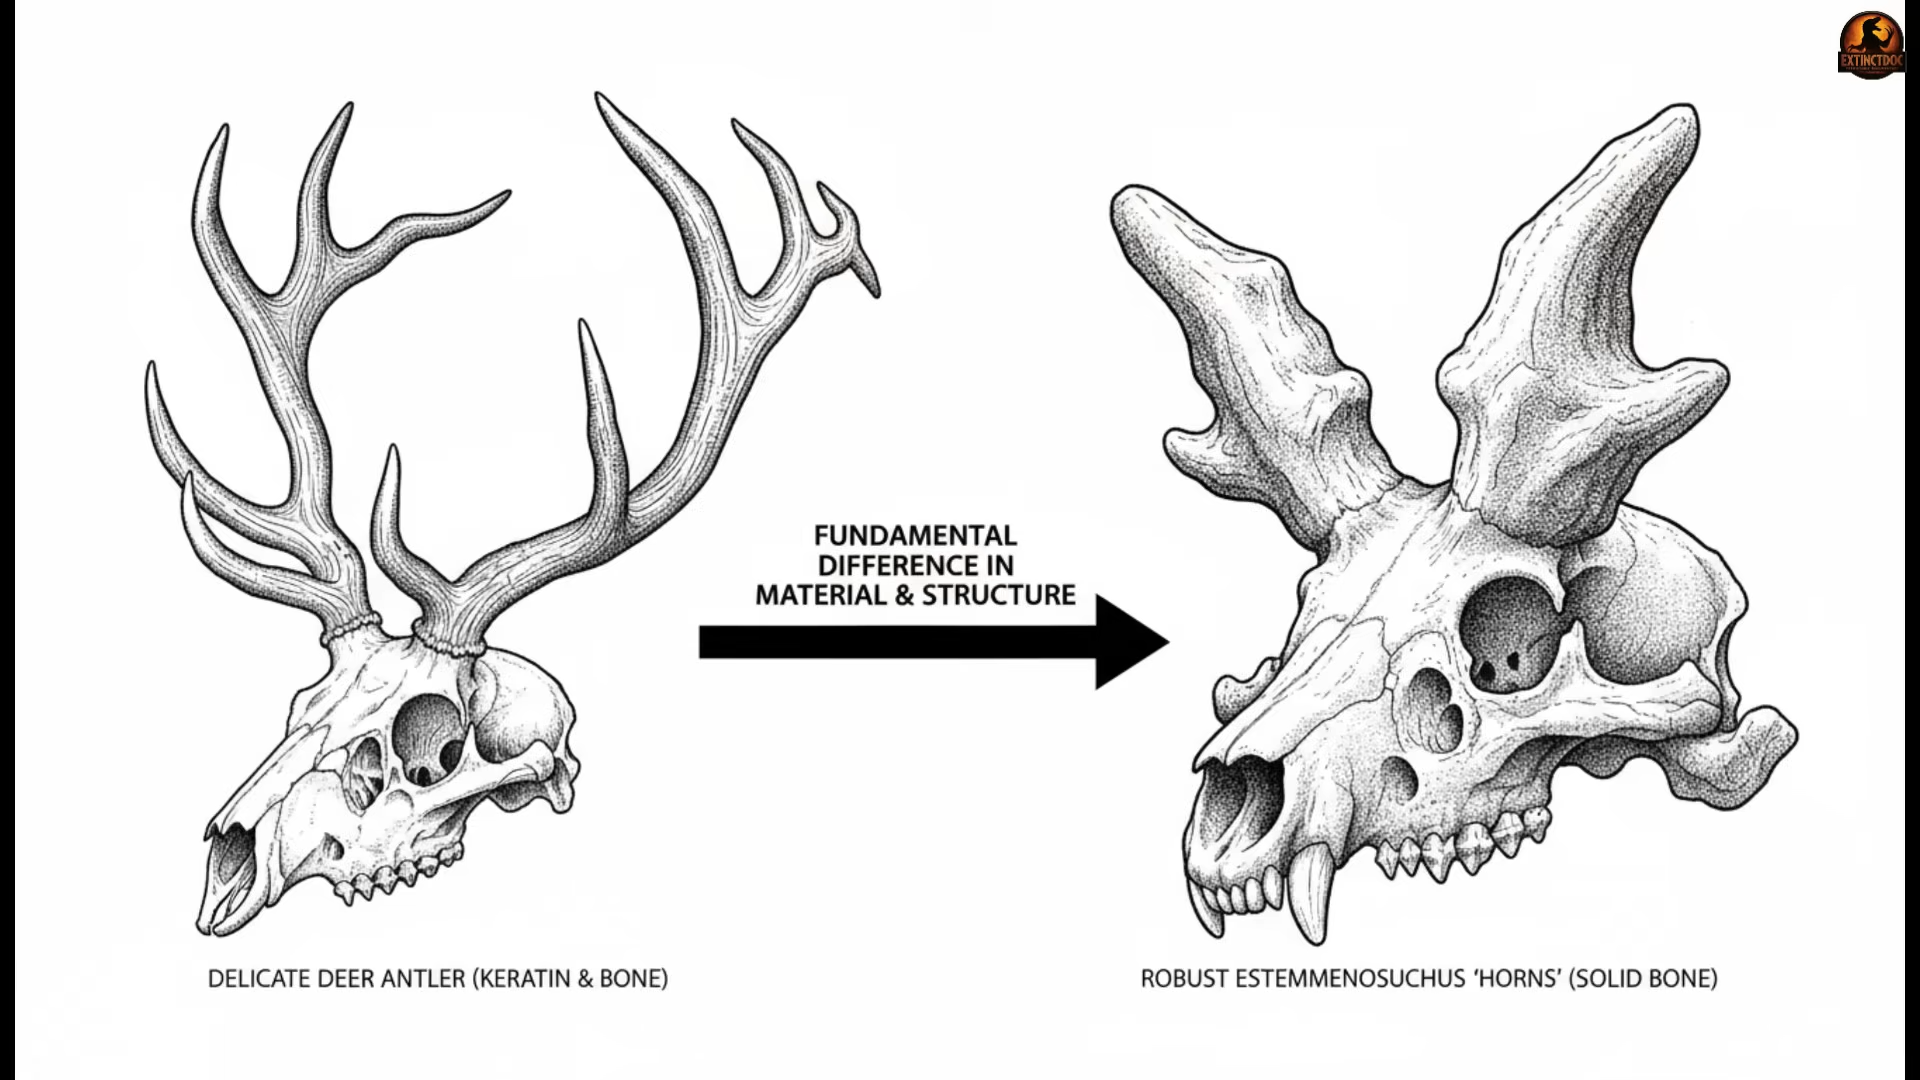 EXTINCTDOC
FUNDAMENTAL
DIFFERENCE IN
MATERIAL & STRUCTURE
DELICATE DEER ANTLER (KERATIN & BONE)
ROBUST ESTEMMENOSUCHUS ‘HORNS’ (SOLID BONE)